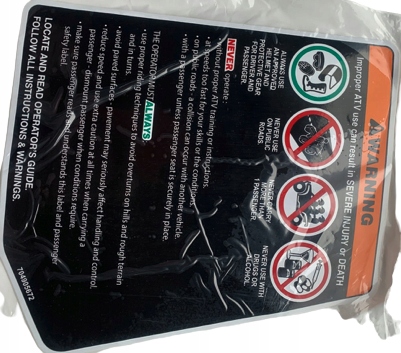 WARNING
Improper ATV use can result in SEVERE INJURY or DEATH
ALWAYS USE
AN APPROVED
HELMET AND
PROTECTIVE GEAR
FOR DRIVER AND
PASSENGER.
NEVER USE
ON PUBLIC
ROADS.
NEVER CARRY
MORE THAN
1 PASSENGER.
NEVER USE WITH
DRUGS OR
ALCOHOL.
NEVER operate:
• without proper ATV training or instructions.
• at speeds too fast for your skills or the conditions.
• on public roads - a collision can occur with another vehicle.
• with a passenger unless passenger seat is securely in place.
THE OPERATOR MUST ALWAYS:
• use proper riding techniques to avoid overturns on hills and rough terrain
and in turns.
• avoid paved surfaces - pavement may seriously affect handling and control.
• reduce speed and use extra caution at all times when carrying a
passenger - dismount passenger when conditions require.
• make sure passenger reads and understands this label and passenger
safety label.
LOCATE AND READ OPERATOR'S GUIDE.
FOLLOW ALL INSTRUCTIONS & WARNINGS.
704905872